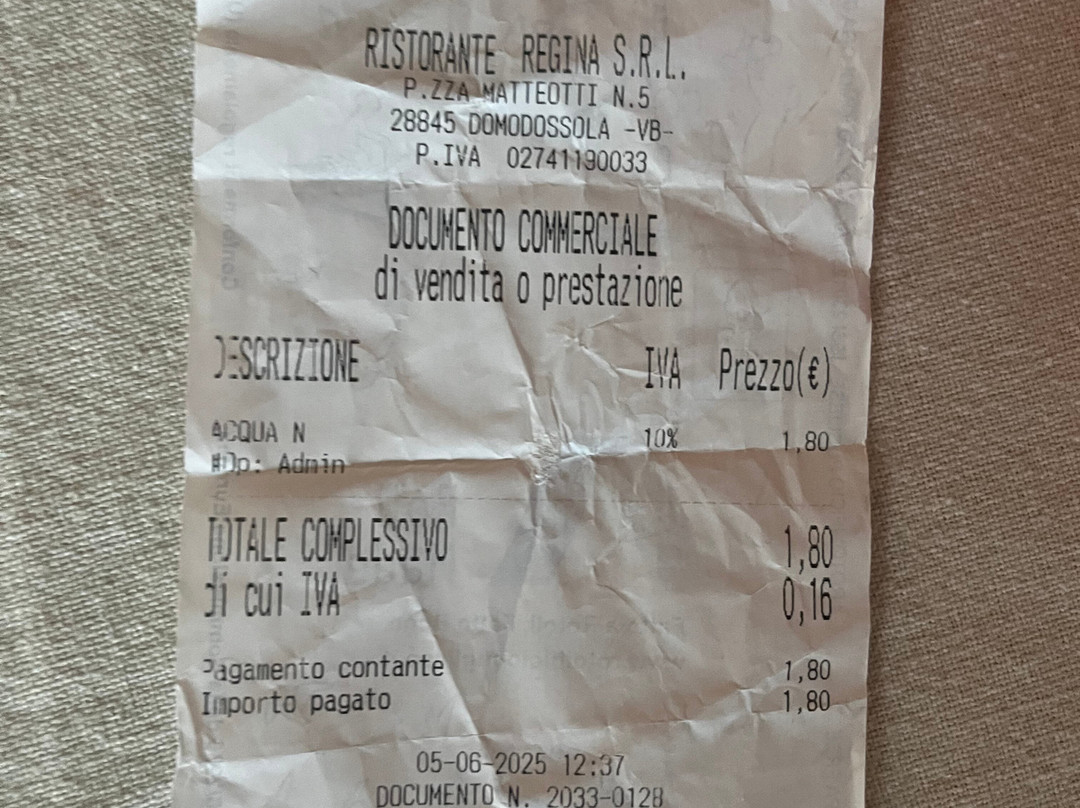 RISTORANTE REGINA S.R.L.
P.ZZA MATTEOTTI N.5
28845 DOMODOSSOLA -VB-
P.IVA 02741190033
DOCUMENTO COMMERCIALE
di vendita o prestazione
DESCRIZIONE IVA Prezzo(€)
ACQUA N 10% 1,80
#Op: Admin
TOTALE COMPLESSIVO 1,80
di cui IVA 0,16
Pagamento contante 1,80
Importo pagato 1,80
05-06-2025 12:37
DOCUMENTO N. 2033-0128